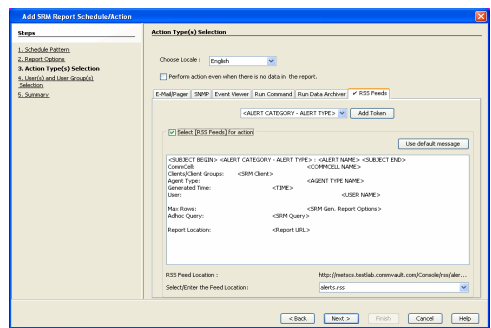 Add SRM Report Schedule/Action
Steps
1. Schedule Pattern
2. Report Options
3. Action Type(s) Selection
4. User(s) and User Group(s)
Selection
5. Summary
Action Type(s) Selection
Choose Locale :
English
Perform action even when there is no data in the report.
E-Mail/Pager
SNMP
Event Viewer
Run Command
Run Data Archiver
✔ RSS Feeds
<ALERT CATEGORY - ALERT TYPE>
Add Token
Select [RSS Feeds] for action
Use default message
<SUBJECT BEGIN> <ALERT CATEGORY - ALERT TYPE> : <ALERT NAME> <SUBJECT END>
CommCell: <COMMCELL NAME>
Clients/Client Groups: <SRM Client>
Agent Type: <AGENT TYPE NAME>
Generated Time: <TIME>
User: <USER NAME>
Max Rows: <SRM Gen. Report Options>
Adhoc Query: <SRM Query>
Report Location: <Report URL>
RSS Feed Location :
http://metscs.testlab.commvault.com/Console/rss/aler...
Select/Enter the Feed Location:
alerts.rss
< Back
Next >
Finish
Cancel
Help